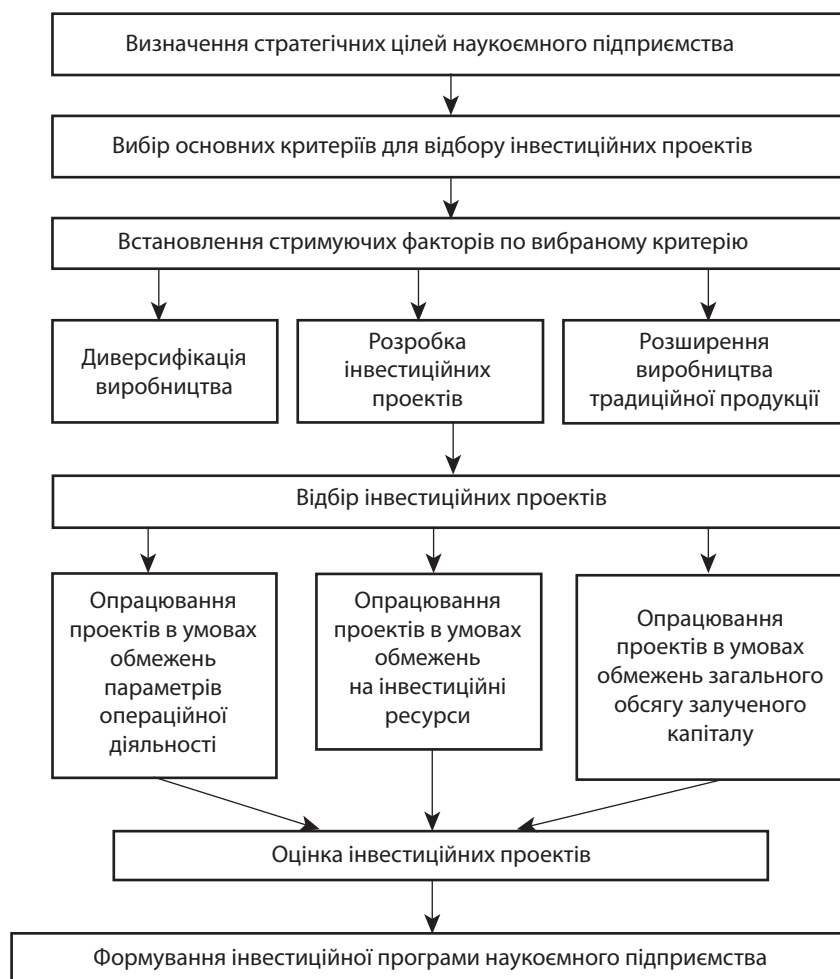 Визначення стратегічних цілей наукоємного підприємства
Вибір основних критеріїв для відбору інвестиційних проектів
Встановлення стримуючих факторів по вибраному критерію
Диверсифікація
виробництва
Розробка
інвестиційних
проектів
Розширення
виробництва
традиційної продукції
Відбір інвестиційних проектів
Опрацювання
проектів в умовах
обмежень
параметрів
операційної
діяльності
Опрацювання
проектів в умовах
обмежень
на інвестиційні
ресурси
Опрацювання
проектів в умовах
обмежень загального
обсягу залученого
капіталу
Оцінка інвестиційних проектів
Формування інвестиційної програми наукоємного підприємства